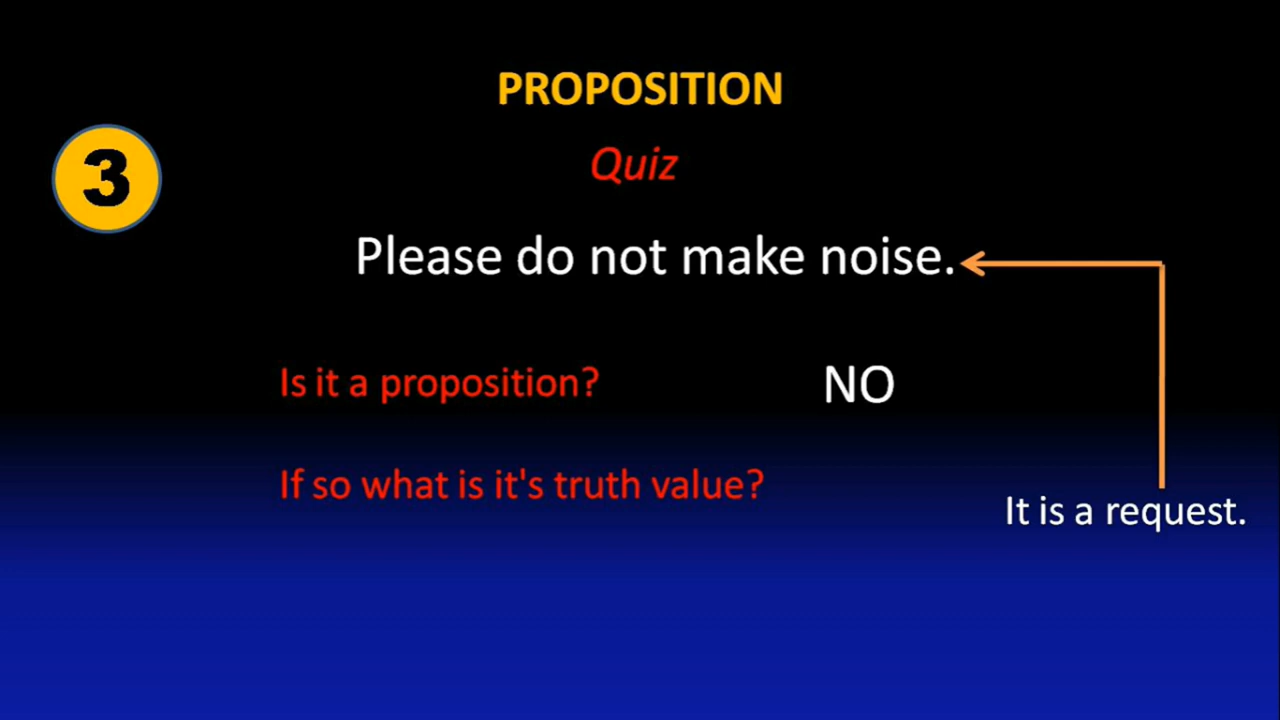 PROPOSITION
3
Quiz
Please do not make noise.
Is it a proposition?
NO
If so what is it's truth value?
It is a request.